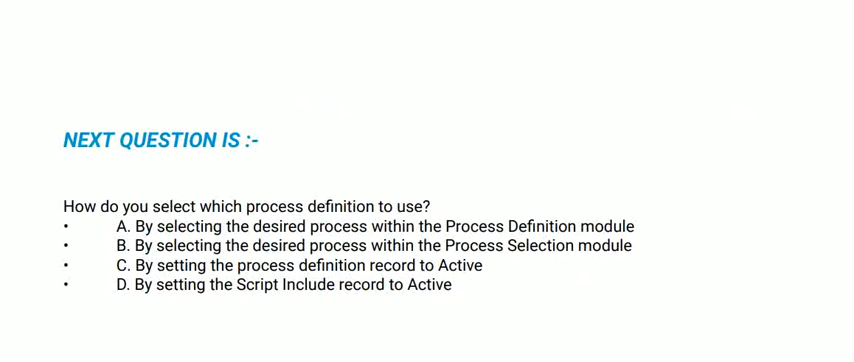 NEXT QUESTION IS :-
How do you select which process definition to use?
• A. By selecting the desired process within the Process Definition module
• B. By selecting the desired process within the Process Selection module
• C. By setting the process definition record to Active
• D. By setting the Script Include record to Active